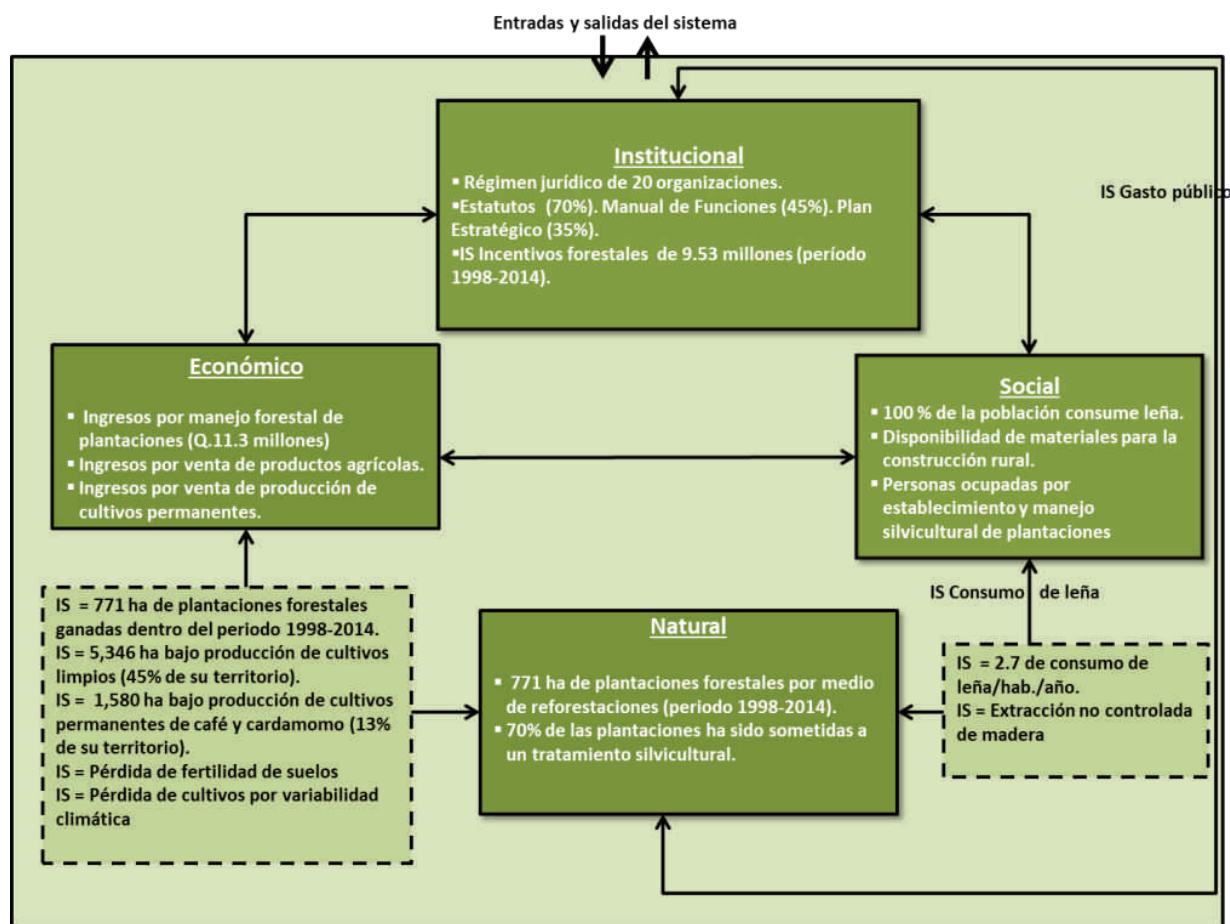 Entradas y salidas del sistema
Institucional
▪ Régimen jurídico de 20 organizaciones.
▪Estatutos (70%). Manual de Funciones (45%). Plan
Estratégico (35%).
▪IS Incentivos forestales de 9.53 millones (período
1998-2014).
IS Gasto público
Económico
▪ Ingresos por manejo forestal de
plantaciones (Q.11.3 millones)
▪ Ingresos por venta de productos agrícolas.
▪ Ingresos por venta de producción de
cultivos permanentes.
Social
▪ 100 % de la población consume leña.
▪ Disponibilidad de materiales para la
construcción rural.
▪ Personas ocupadas por
establecimiento y manejo
silvicultural de plantaciones
IS = 771 ha de plantaciones forestales
ganadas dentro del periodo 1998-2014.
IS = 5,346 ha bajo producción de cultivos
limpios (45% de su territorio).
IS = 1,580 ha bajo producción de cultivos
permanentes de café y cardamomo (13%
de su territorio).
IS = Pérdida de fertilidad de suelos
IS = Pérdida de cultivos por variabilidad
climática
Natural
▪ 771 ha de plantaciones forestales por medio
de reforestaciones (periodo 1998-2014).
▪ 70% de las plantaciones ha sido sometidas a
un tratamiento silvicultural.
IS Consumo de leña
IS = 2.7 de consumo de
leña/hab./año.
IS = Extracción no controlada
de madera